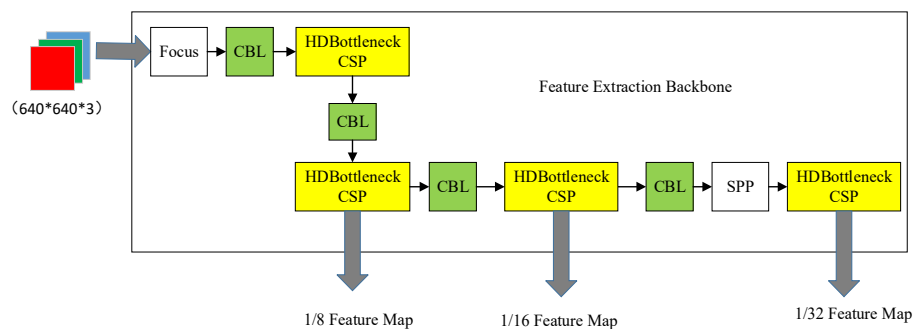 Focus
CBL
HDBottleneck
CSP
（640*640*3）
Feature Extraction Backbone
CBL
HDBottleneck
CSP
CBL
HDBottleneck
CSP
CBL
SPP
HDBottleneck
CSP
1/8 Feature Map
1/16 Feature Map
1/32 Feature Map